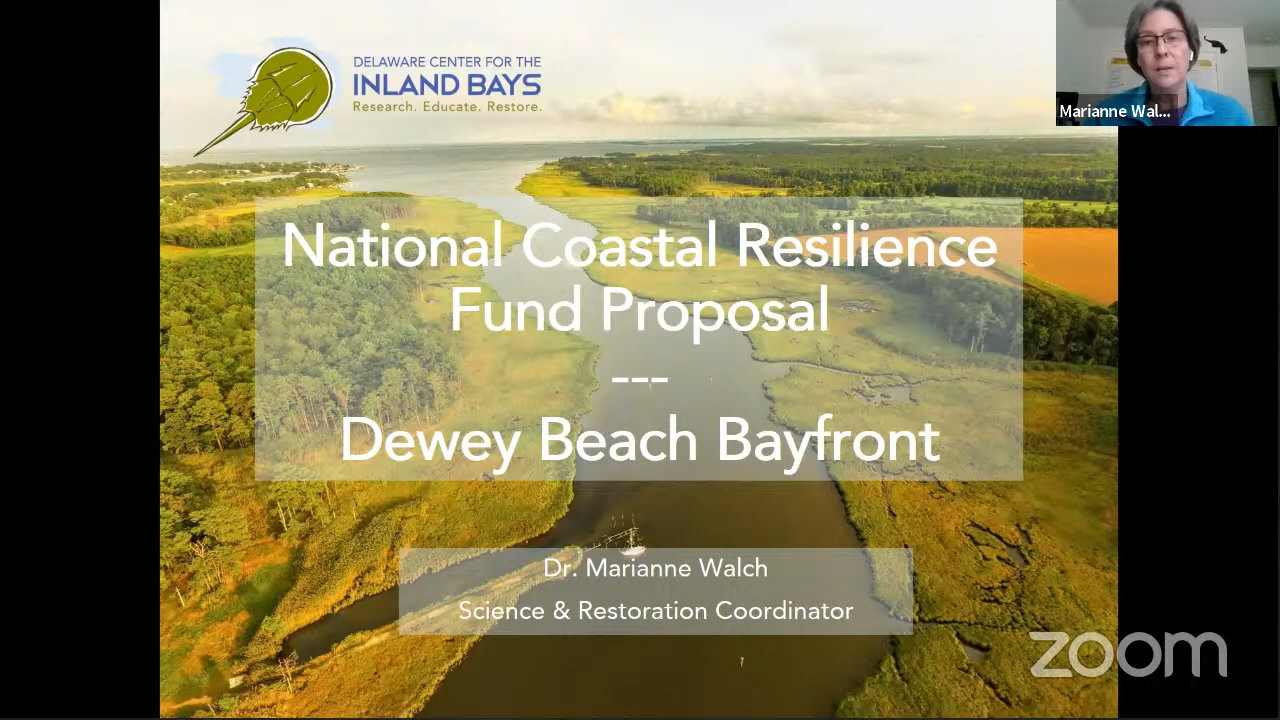 DELAWARE CENTER FOR THE
INLAND BAYS
Research. Educate. Restore.
Marianne Wal...
National Coastal Resilience
Fund Proposal
---
Dewey Beach Bayfront
Dr. Marianne Walch
Science & Restoration Coordinator
zoom